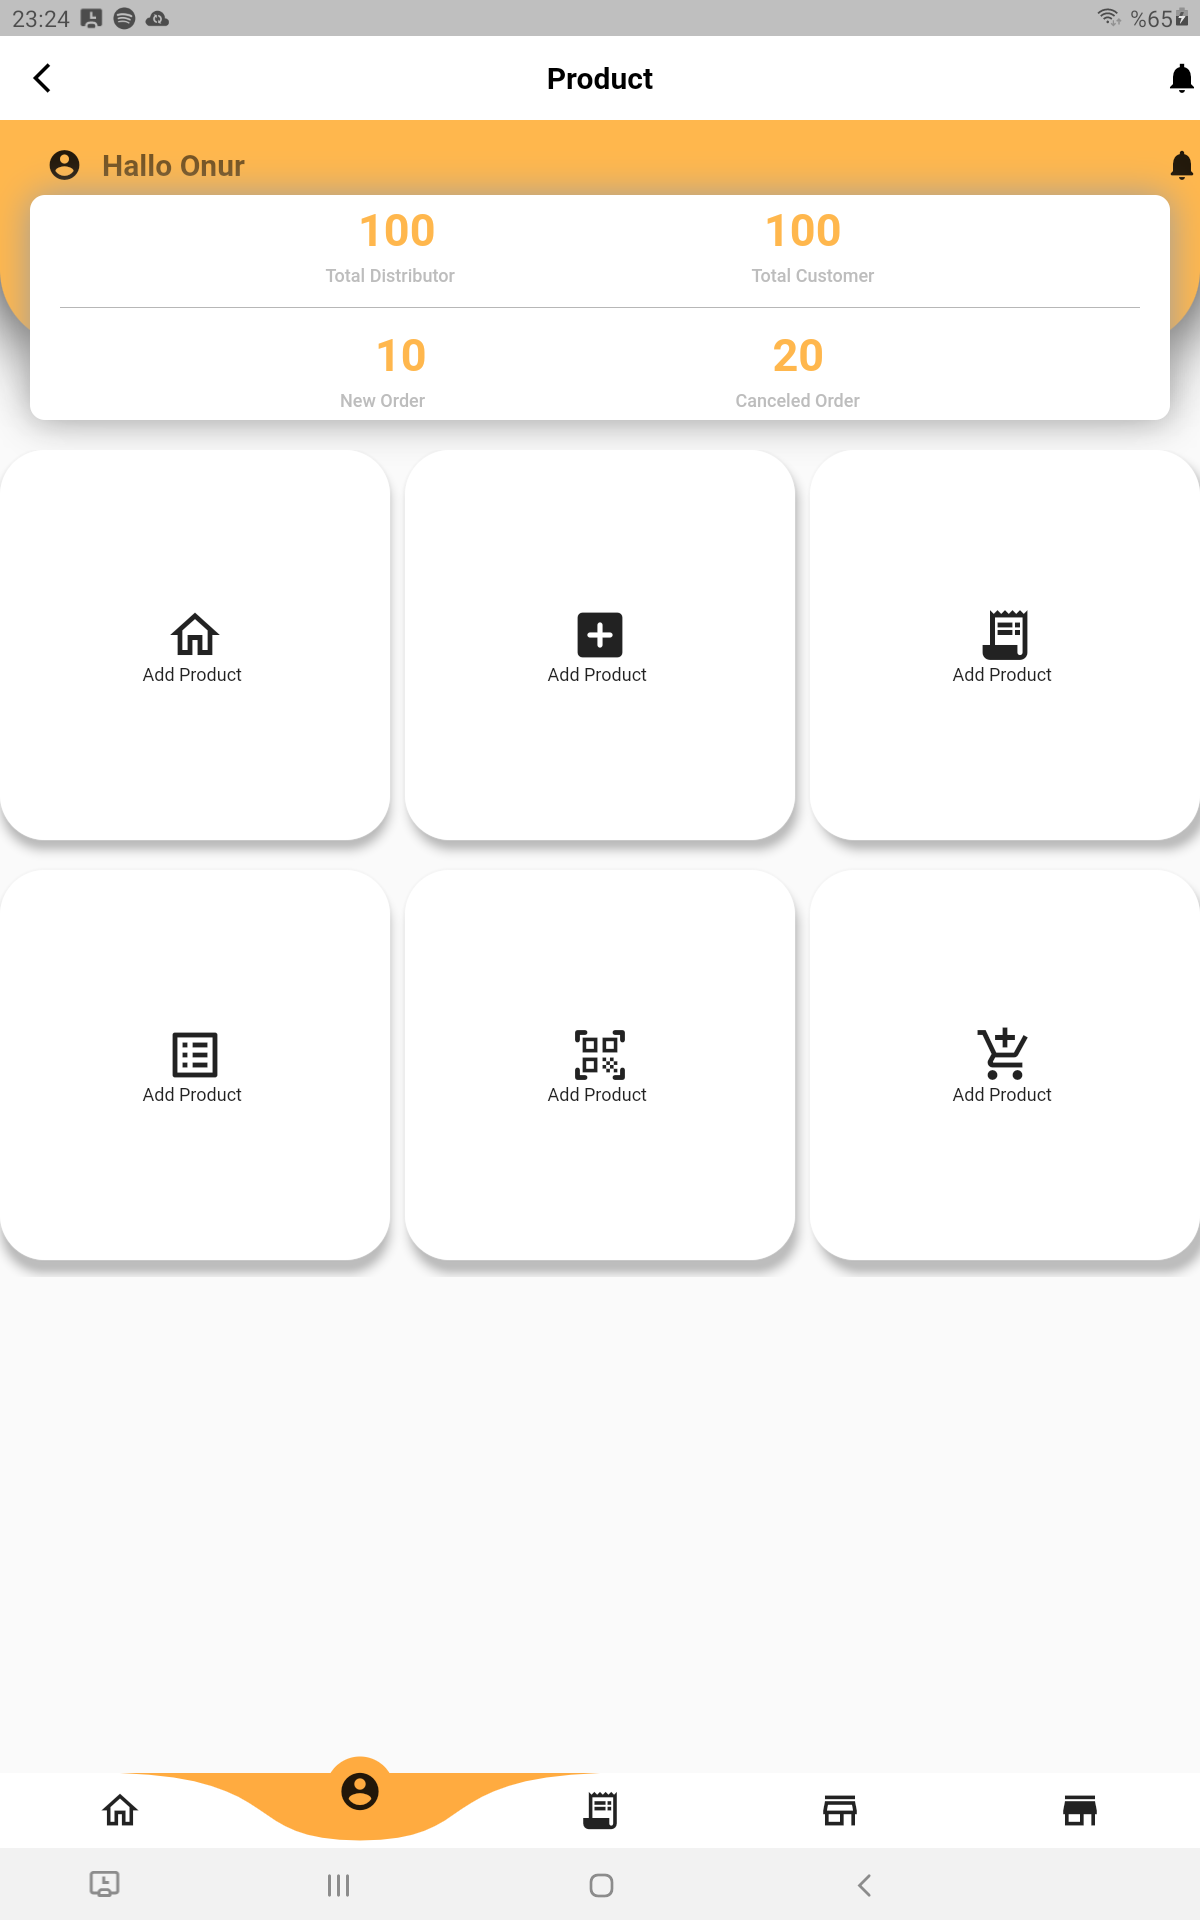 23:24 %65
Product
Hallo Onur
100 100
Total Distributor Total Customer
10 20
New Order Canceled Order
Add Product Add Product Add Product
Add Product Add Product Add Product